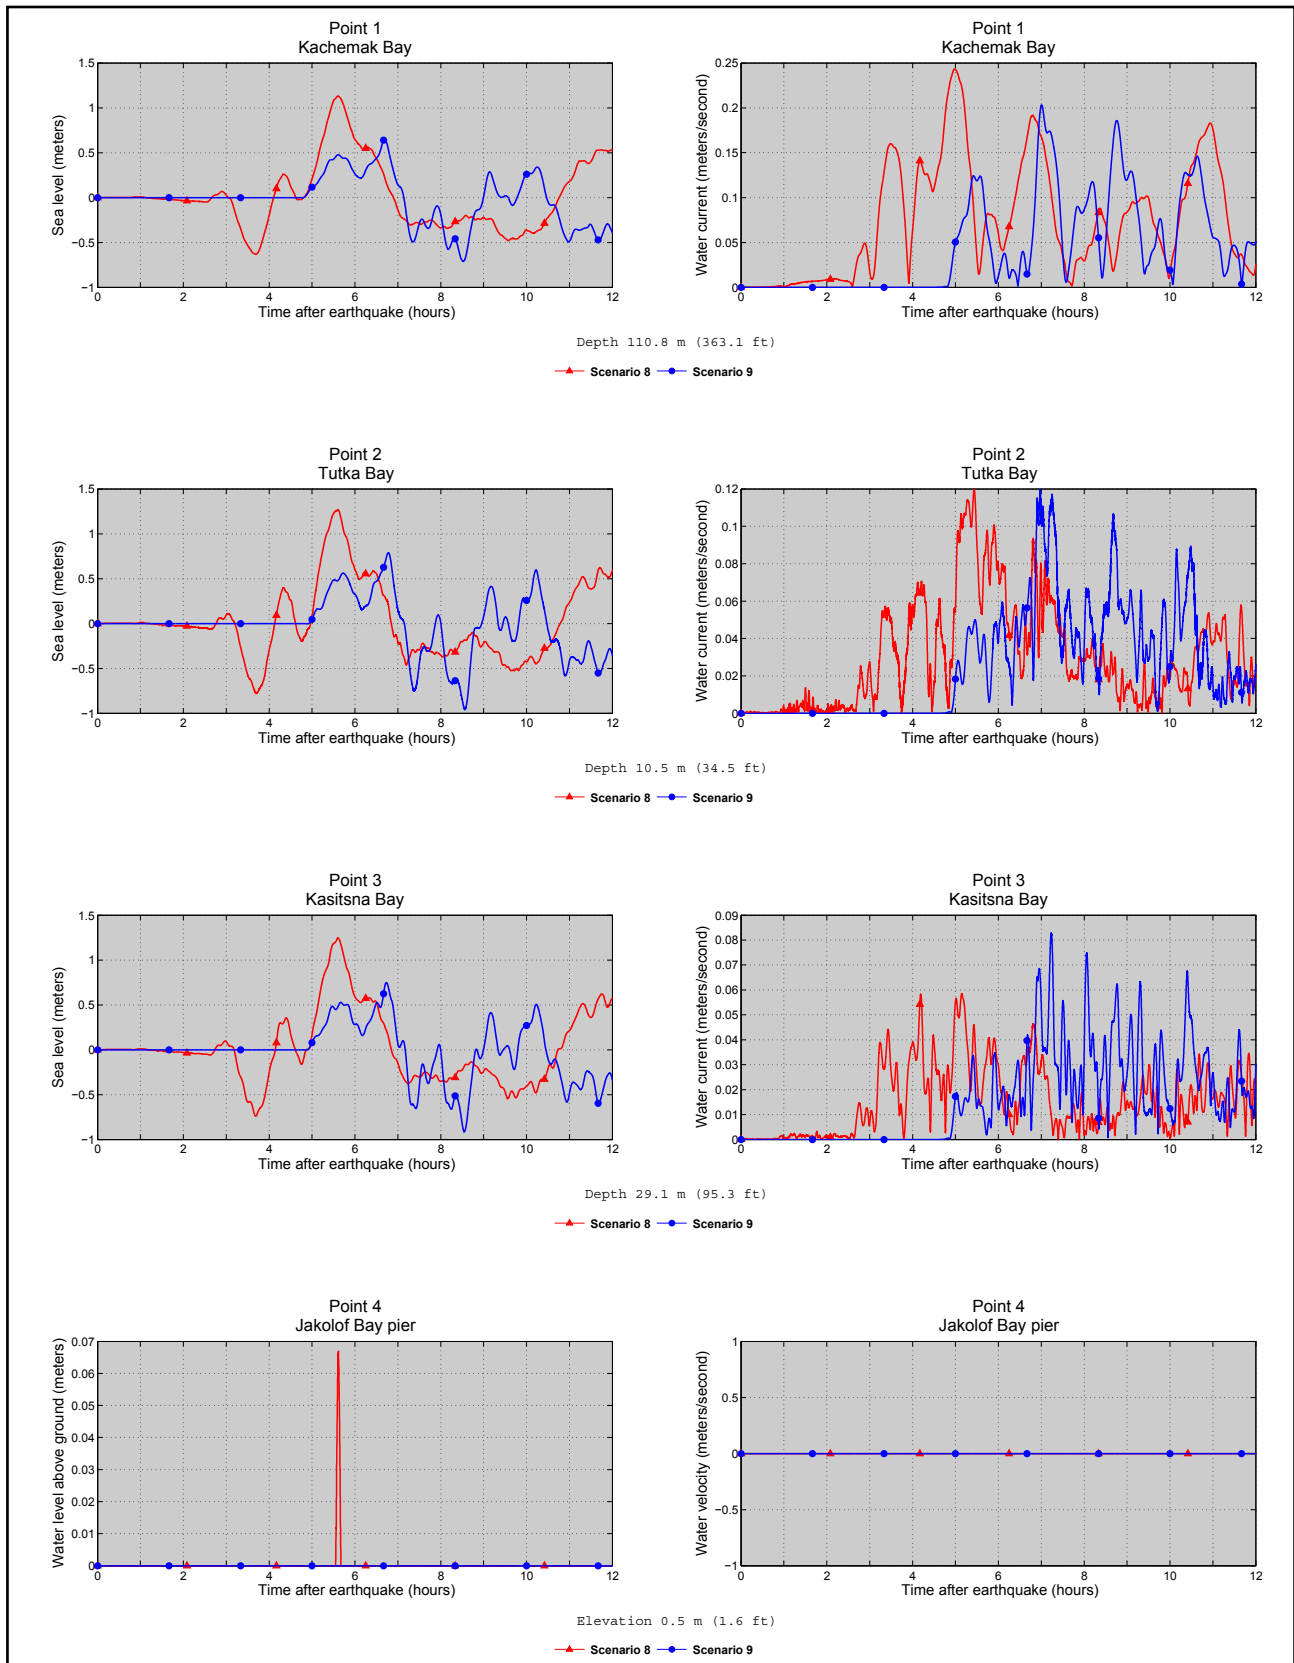 Point 1
Kachemak Bay
Sea level (meters)
1.5
1
0.5
0
−0.5
−1
0 2 4 6 8 10 12
Time after earthquake (hours)
Point 1
Kachemak Bay
Water current (meters/second)
0.25
0.2
0.15
0.1
0.05
0
0 2 4 6 8 10 12
Time after earthquake (hours)
Depth 110.8 m (363.1 ft)
Scenario 8 Scenario 9
Point 2
Tutka Bay
Sea level (meters)
1.5
1
0.5
0
−0.5
−1
0 2 4 6 8 10 12
Time after earthquake (hours)
Point 2
Tutka Bay
Water current (meters/second)
0.12
0.1
0.08
0.06
0.04
0.02
0
0 2 4 6 8 10 12
Time after earthquake (hours)
Depth 10.5 m (34.5 ft)
Scenario 8 Scenario 9
Point 3
Kasitsna Bay
Sea level (meters)
1.5
1
0.5
0
−0.5
−1
0 2 4 6 8 10 12
Time after earthquake (hours)
Point 3
Kasitsna Bay
Water current (meters/second)
0.09
0.08
0.07
0.06
0.05
0.04
0.03
0.02
0.01
0
0 2 4 6 8 10 12
Time after earthquake (hours)
Depth 29.1 m (95.3 ft)
Scenario 8 Scenario 9
Point 4
Jakolof Bay pier
Water level above ground (meters)
0.07
0.06
0.05
0.04
0.03
0.02
0.01
0
0 2 4 6 8 10 12
Time after earthquake (hours)
Point 4
Jakolof Bay pier
Water velocity (meters/second)
1
0.5
0
−0.5
−1
0 2 4 6 8 10 12
Time after earthquake (hours)
Elevation 0.5 m (1.6 ft)
Scenario 8 Scenario 9